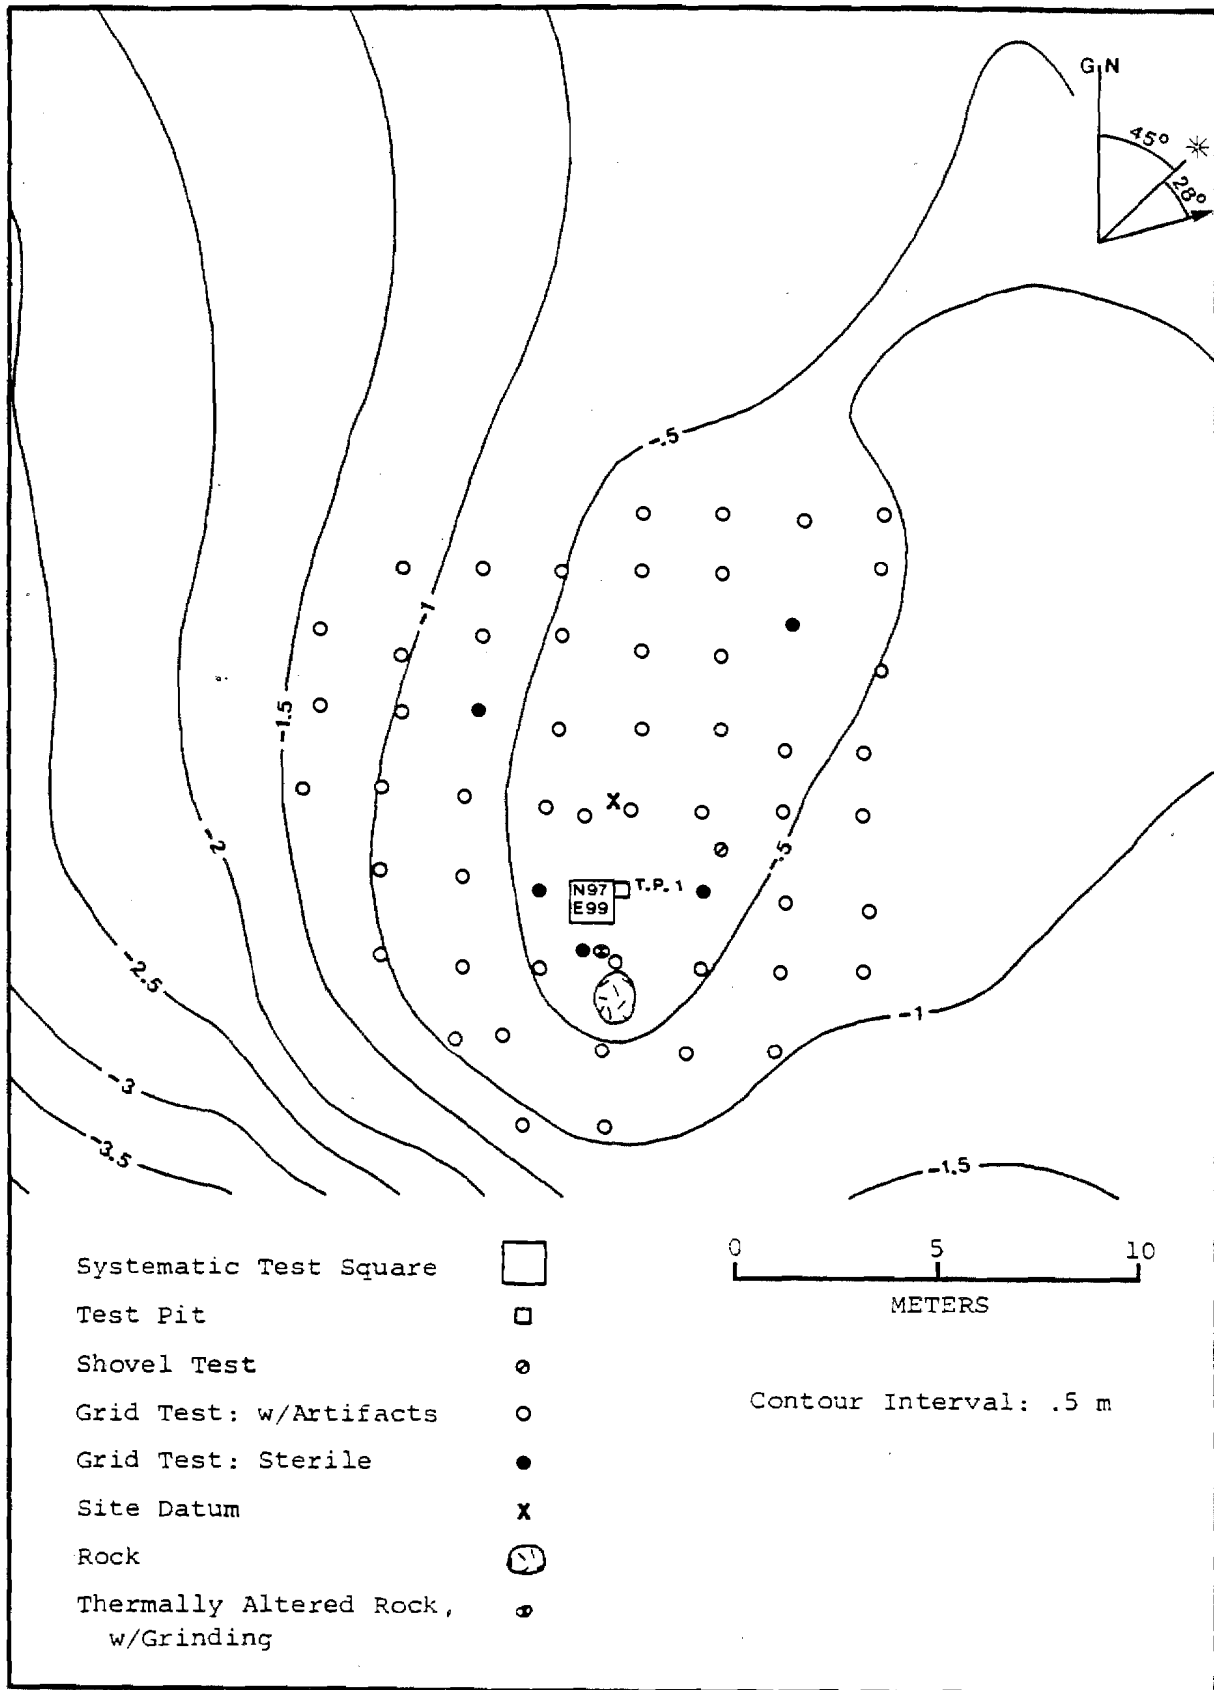 G N
45°
28°
-.5
-1
-1.5
-2
-.5
N97
E99
T.P. 1
-2.5
-1
-3
-3.5
-1.5
Systematic Test Square
Test Pit
Shovel Test
Grid Test: w/Artifacts
Grid Test: Sterile
Site Datum
X
Rock
Thermally Altered Rock,
w/Grinding
0 5 10
METERS
Contour Interval: .5 m